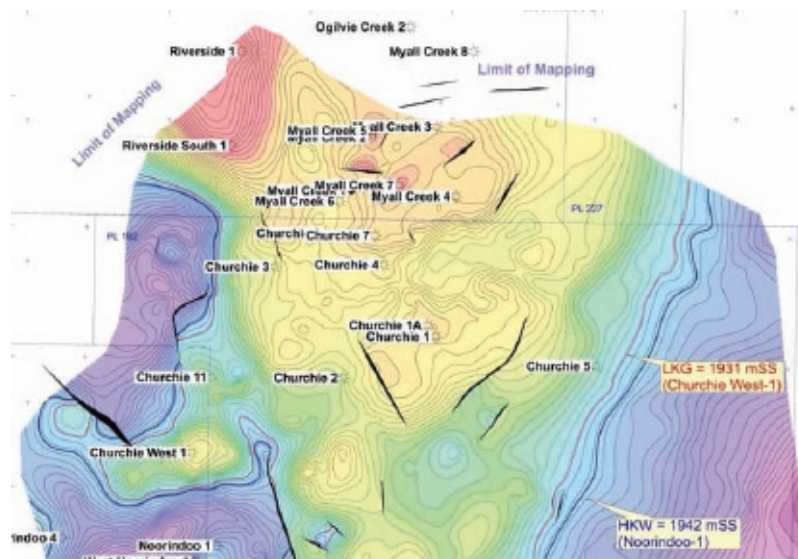 Ogilvie Creek 2
Riverside 1
Myall Creek 8
Limit of Mapping
Limit of Mapping
Myall Creek 5
Myall Creek 3
Riverside South 1
Myall Creek 7
Myall Creek 4
Myall Creek 6
PL 192
PL 227
Churchie 7
Churchie 3
Churchie 4
Churchie 1A
Churchie 1
Churchie 11
Churchie 2
Churchie 5
LKG = 1931 mSS
(Churchie West-1)
Churchie West 1
HKW = 1942 mSS
(Noorindoo-1)
rindoo 4
Noorindoo 1